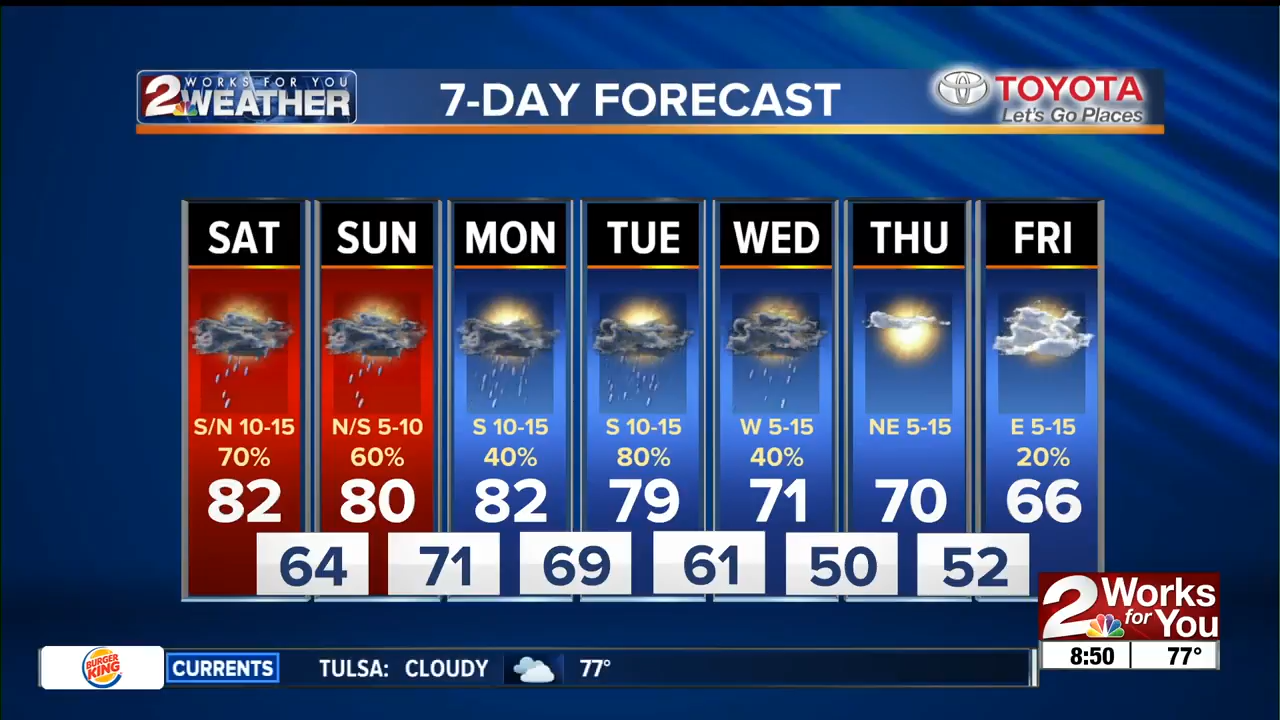 2 WORKS FOR YOU
WEATHER
7-DAY FORECAST
TOYOTA
Let's Go Places
SAT SUN MON TUE WED THU FRI
S/N 10-15 N/S 5-10 S 10-15 S 10-15 W 5-15 NE 5-15 E 5-15
70% 60% 40% 80% 40% 20%
82 80 82 79 71 70 66
64 71 69 61 50 52
2 Works for You
8:50 77°
BURGER KING
CURRENTS TULSA: CLOUDY 77°